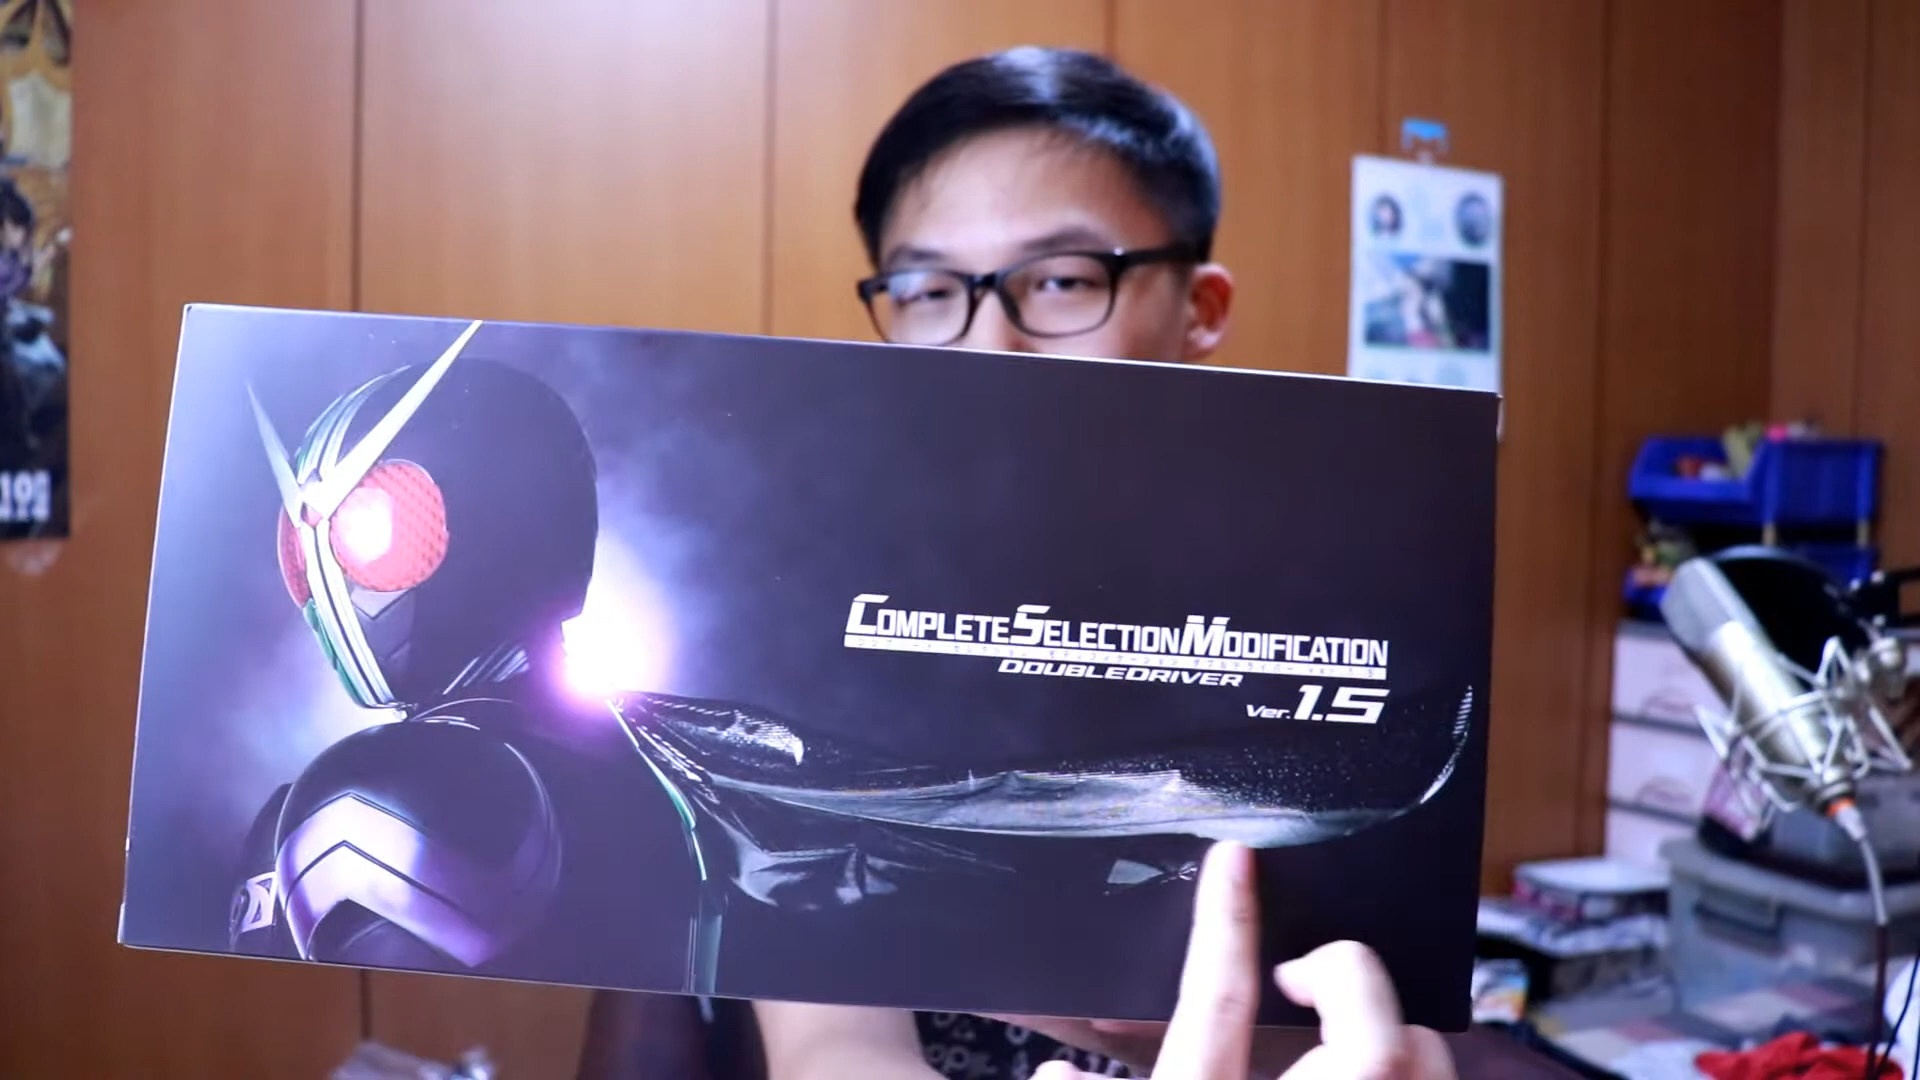 COMPLETE SELECTION MODIFICATION
DOUBLEDRIVER
Ver.1.5